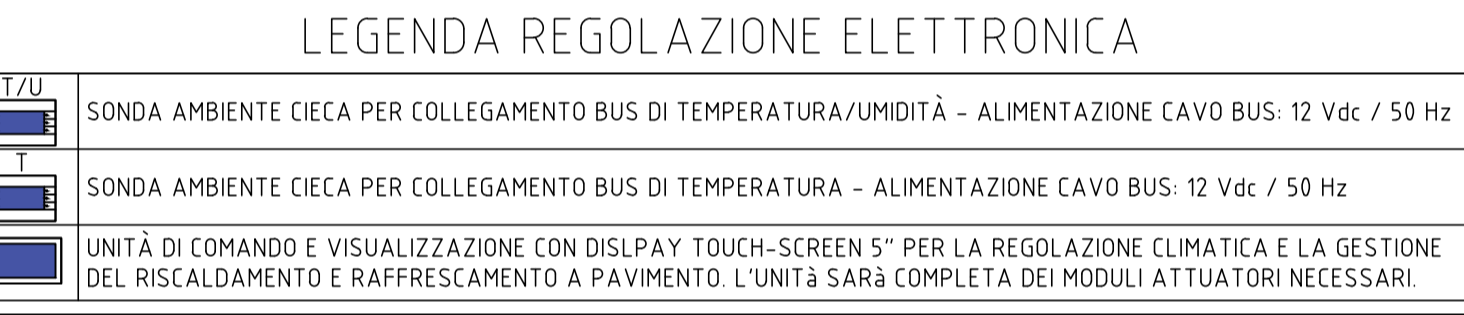 LEGENDA REGOLAZIONE ELETTRONICA
T/U
SONDA AMBIENTE CIECA PER COLLEGAMENTO BUS DI TEMPERATURA/UMIDITÀ - ALIMENTAZIONE CAVO BUS: 12 Vdc / 50 Hz
T
SONDA AMBIENTE CIECA PER COLLEGAMENTO BUS DI TEMPERATURA - ALIMENTAZIONE CAVO BUS: 12 Vdc / 50 Hz
UNITÀ DI COMANDO E VISUALIZZAZIONE CON DISLPAY TOUCH-SCREEN 5" PER LA REGOLAZIONE CLIMATICA E LA GESTIONE
DEL RISCALDAMENTO E RAFFRESCAMENTO A PAVIMENTO. L'UNITà SARà COMPLETA DEI MODULI ATTUATORI NECESSARI.